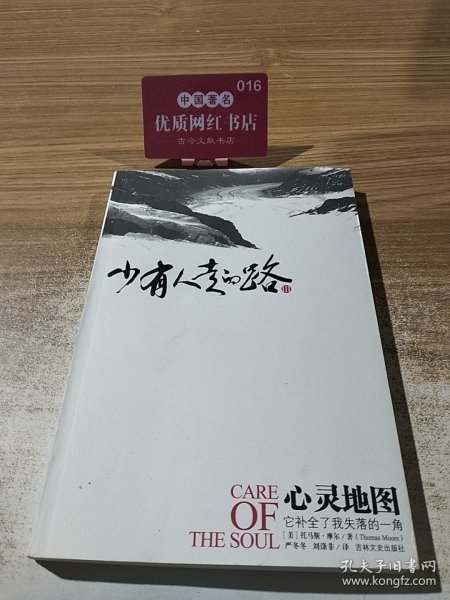 016
中国著名
优质网红书店
古今文献书店
少有人走的路
III
CARE
OF
THE SOUL
心灵地图
它补全了我失落的一角
[美] 托马斯·摩尔/著 (Thomas Moore)
严冬冬 刘涤非/译 吉林文史出版社
孔夫子旧书网
www.kongfz.com